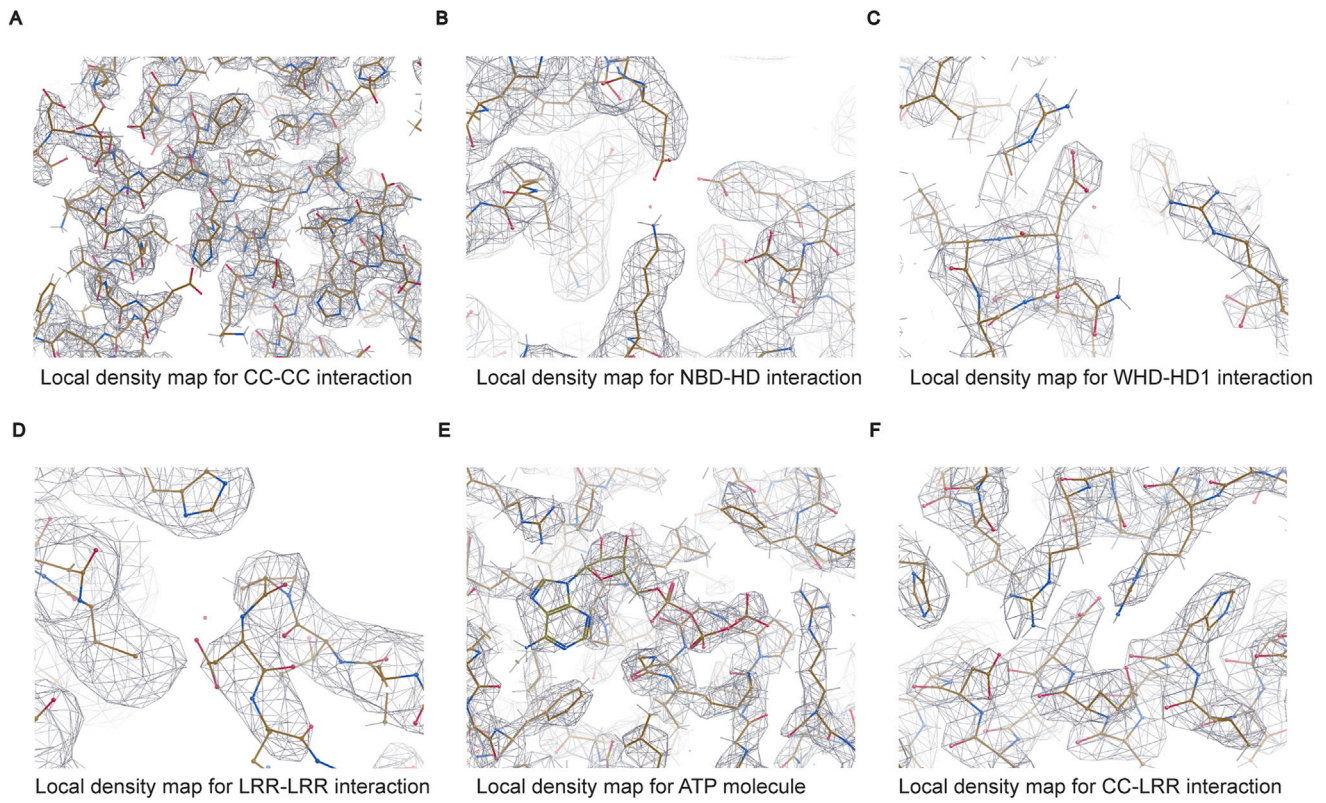 A
B
C
Local density map for CC-CC interaction
Local density map for NBD-HD interaction
Local density map for WHD-HD1 interaction
D
E
F
Local density map for LRR-LRR interaction
Local density map for ATP molecule
Local density map for CC-LRR interaction